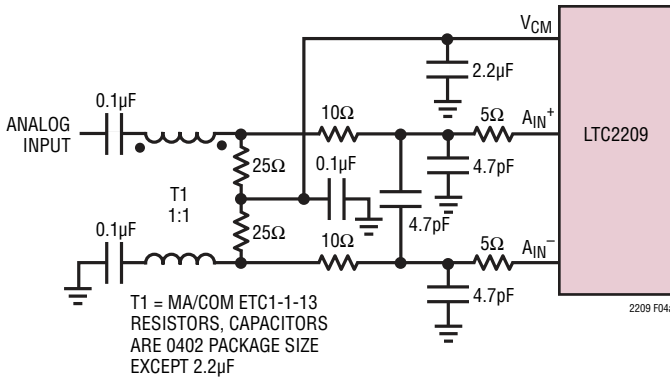 V_CM
2.2µF
0.1µF
10Ω
5Ω
A_IN^+
ANALOG
INPUT
LTC2209
25Ω
0.1µF
4.7pF
T1
1:1
4.7pF
0.1µF
25Ω
10Ω
5Ω
A_IN^–
4.7pF
T1 = MA/COM ETC1-1-13
RESISTORS, CAPACITORS
ARE 0402 PACKAGE SIZE
EXCEPT 2.2µF